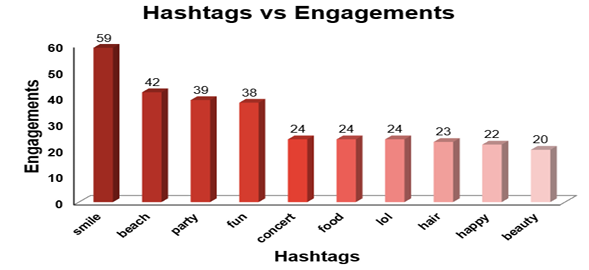 Hashtags vs Engagements
Engagements
60
50
40
30
20
10
0
59
42
39
38
24
24
24
23
22
20
smile
beach
party
fun
concert
food
lol
hair
happy
beauty
Hashtags